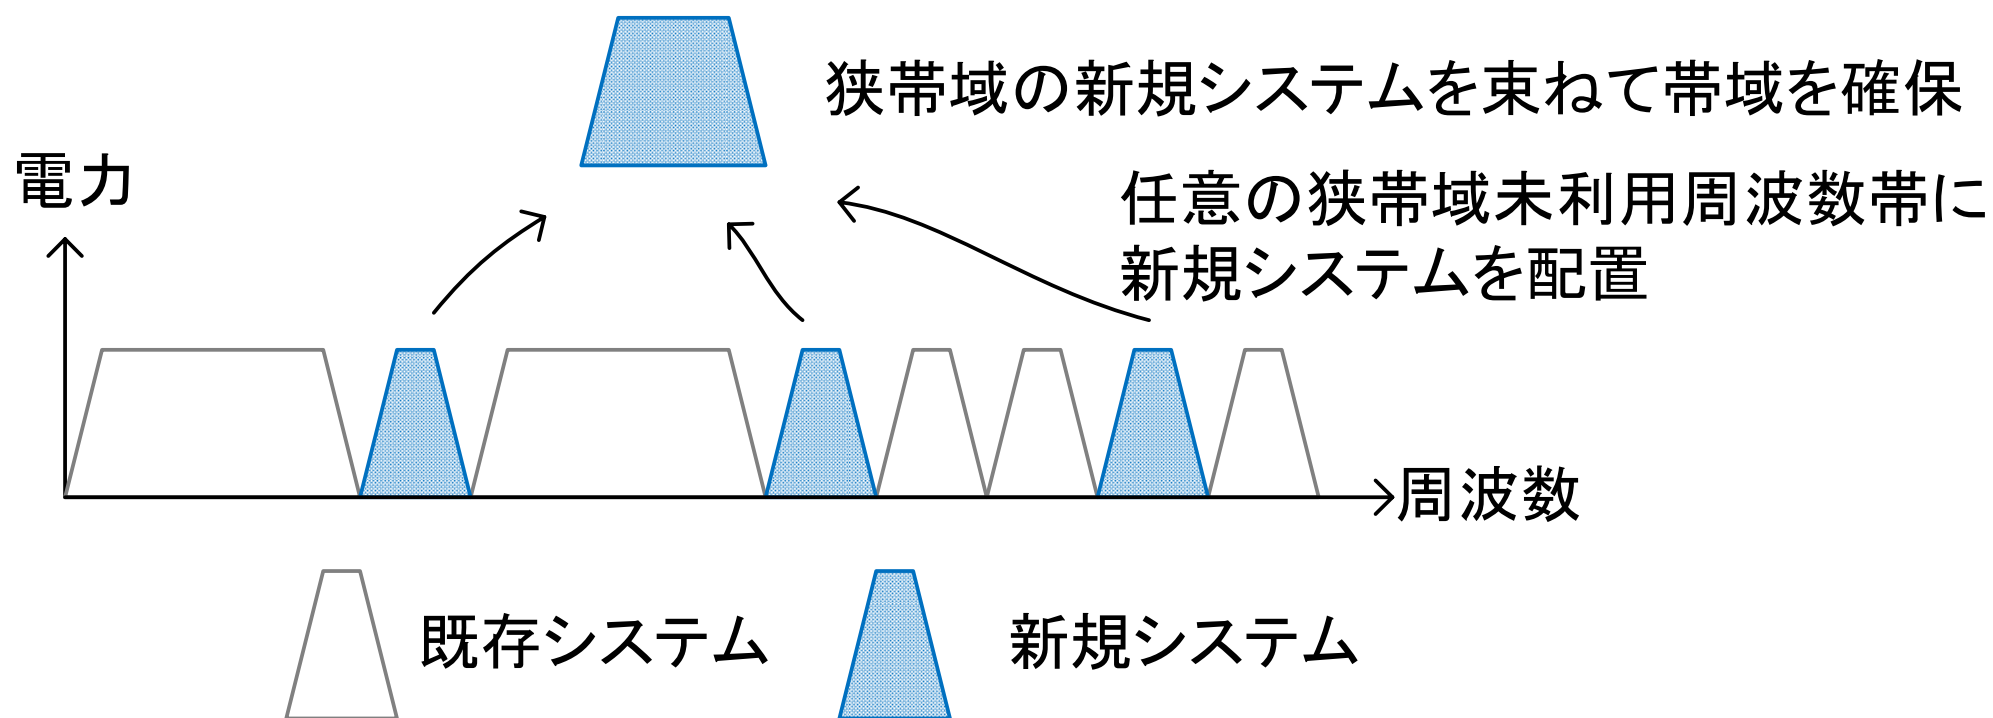 狭帯域の新規システムを束ねて帯域を確保
電力
任意の狭帯域未利用周波数帯に
新規システムを配置
周波数
既存システム
新規システム